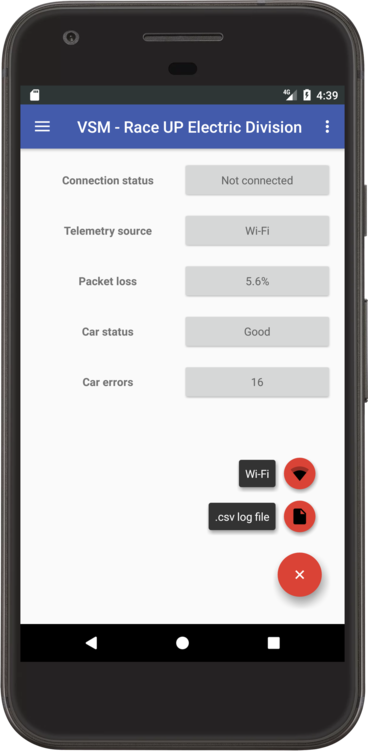 4G 4:39
VSM - Race UP Electric Division
Connection status Not connected
Telemetry source Wi-Fi
Packet loss 5.6%
Car status Good
Car errors 16
Wi-Fi
.csv log file